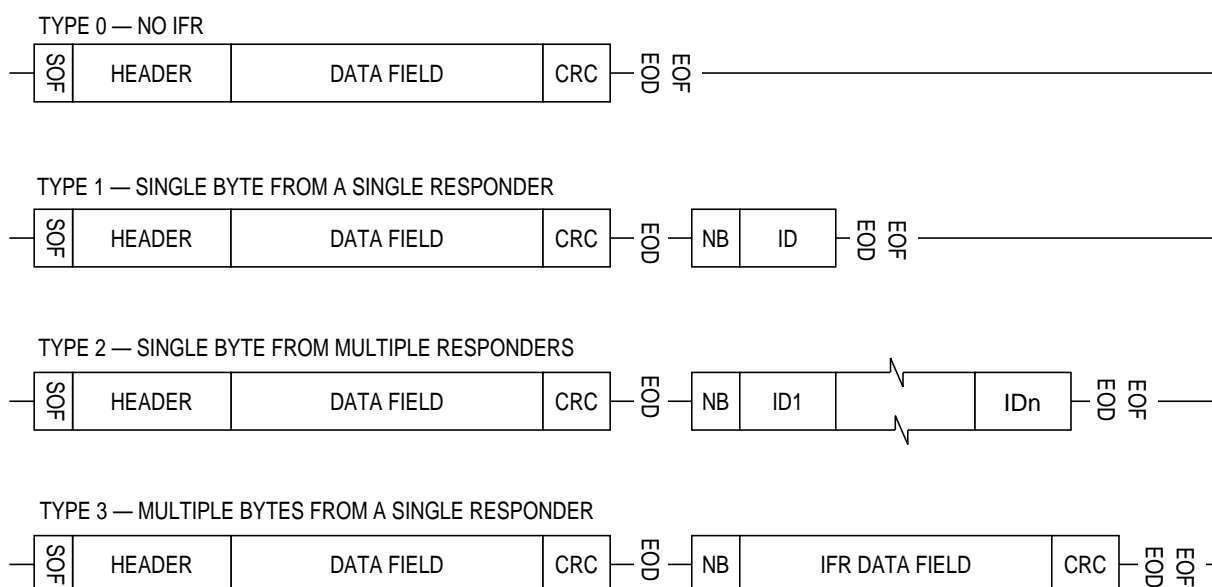 TYPE 0 — NO IFR
SOF HEADER DATA FIELD CRC EOD EOF
TYPE 1 — SINGLE BYTE FROM A SINGLE RESPONDER
SOF HEADER DATA FIELD CRC EOD NB ID EOD EOF
TYPE 2 — SINGLE BYTE FROM MULTIPLE RESPONDERS
SOF HEADER DATA FIELD CRC EOD NB ID1 IDn EOD EOF
TYPE 3 — MULTIPLE BYTES FROM A SINGLE RESPONDER
SOF HEADER DATA FIELD CRC EOD NB IFR DATA FIELD CRC EOD EOF